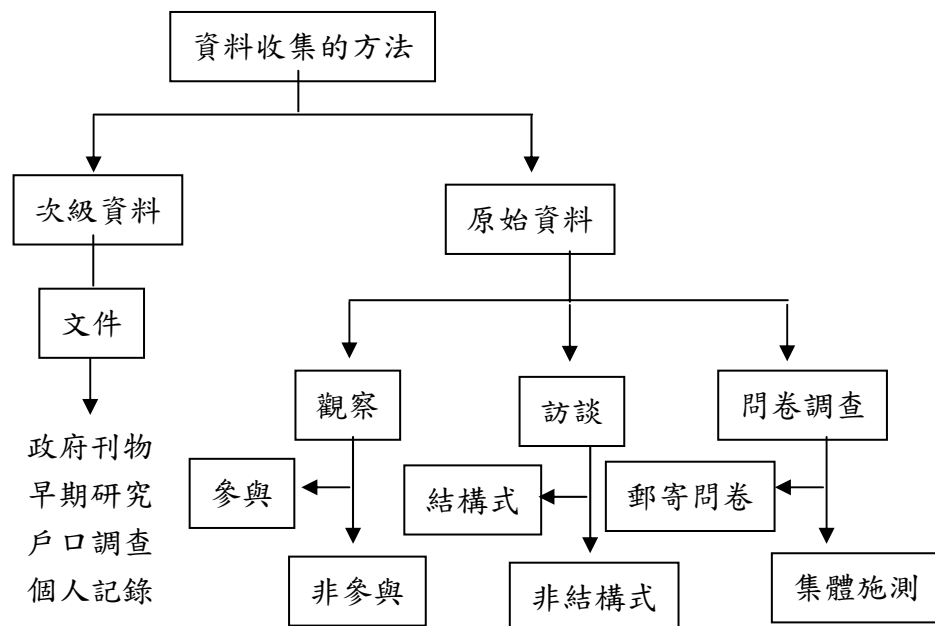 資料收集的方法
次級資料
原始資料
文件
觀察
訪談
問卷調查
政府刊物
早期研究
戶口調查
個人記錄
參與
結構式
郵寄問卷
非參與
非結構式
集體施測